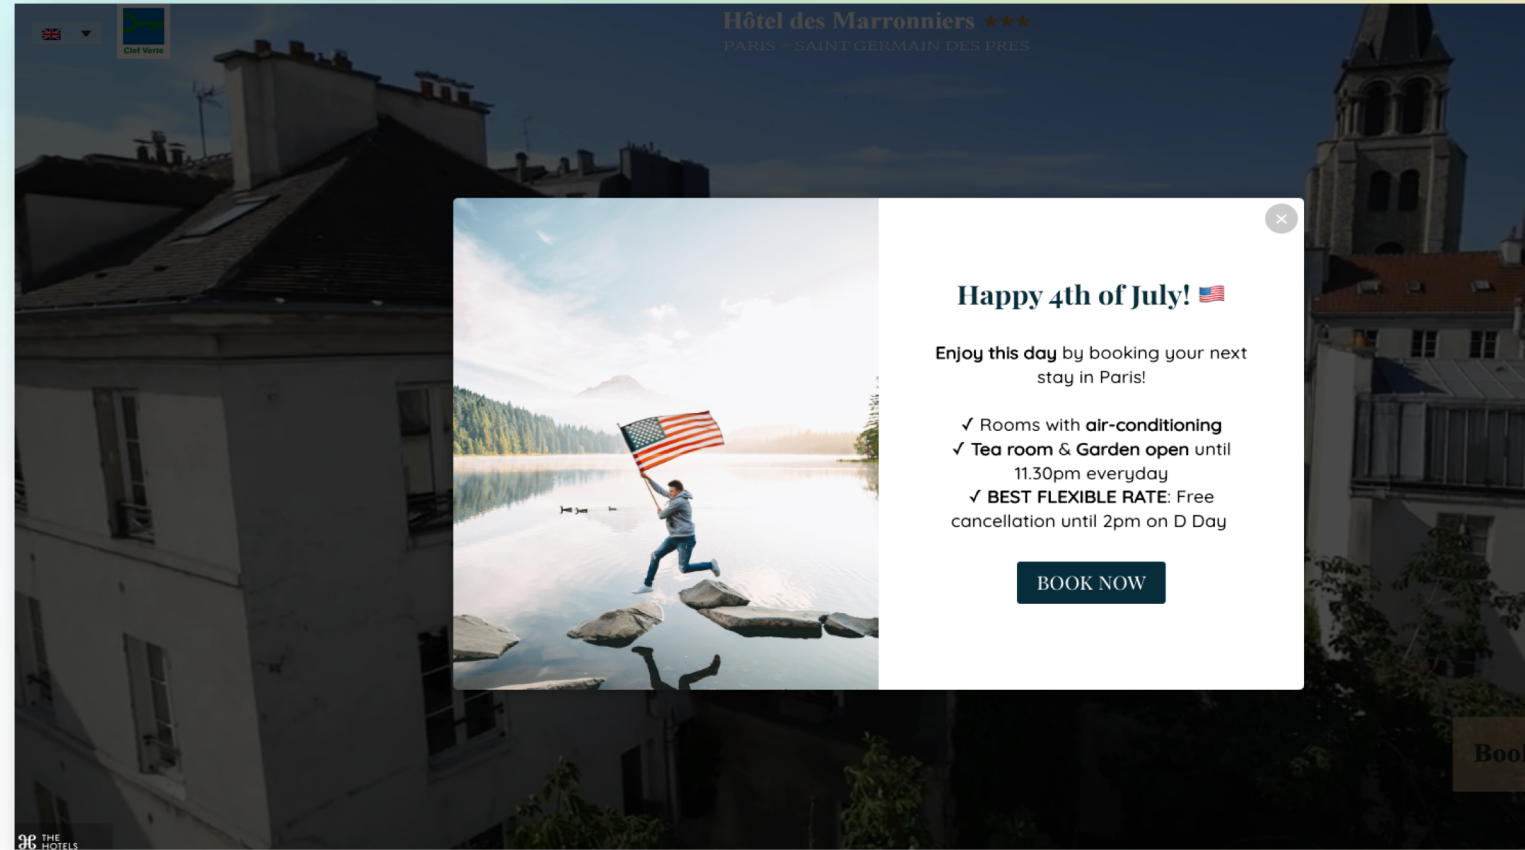 Clef Verte
Hôtel des Marronniers ★★★
PARIS - SAINT GERMAIN DES PRES
Happy 4th of July! 🇺🇸
Enjoy this day by booking your next
stay in Paris!
✓ Rooms with air-conditioning
✓ Tea room & Garden open until
11.30pm everyday
✓ BEST FLEXIBLE RATE: Free
cancellation until 2pm on D Day
BOOK NOW
Book
THE
HOTELS